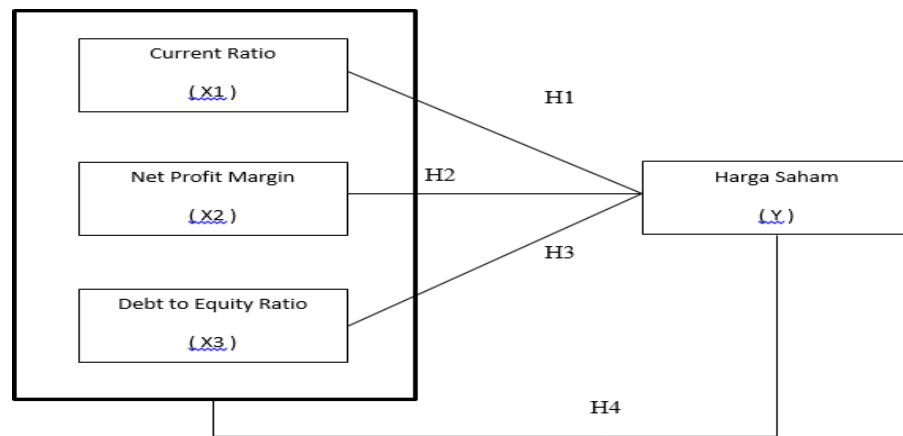 Current Ratio
( X1 )
H1
Net Profit Margin
( X2 )
H2
Harga Saham
( Y )
H3
Debt to Equity Ratio
( X3 )
H4